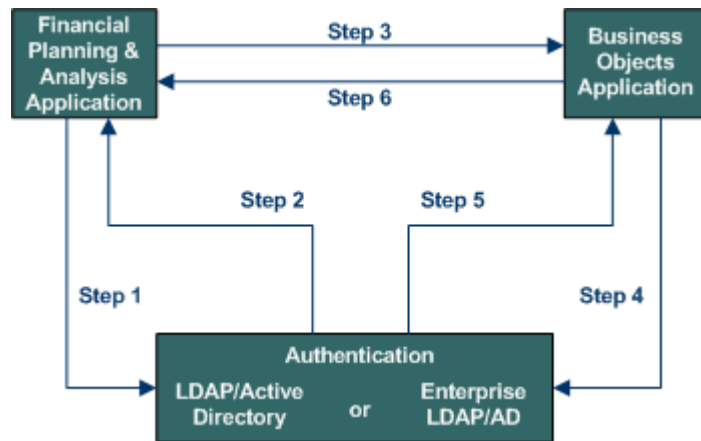 Financial
Planning &
Analysis
Application
Step 3
Step 6
Business
Objects
Application
Step 2
Step 5
Step 1
Step 4
Authentication
LDAP/Active
Directory
or
Enterprise
LDAP/AD